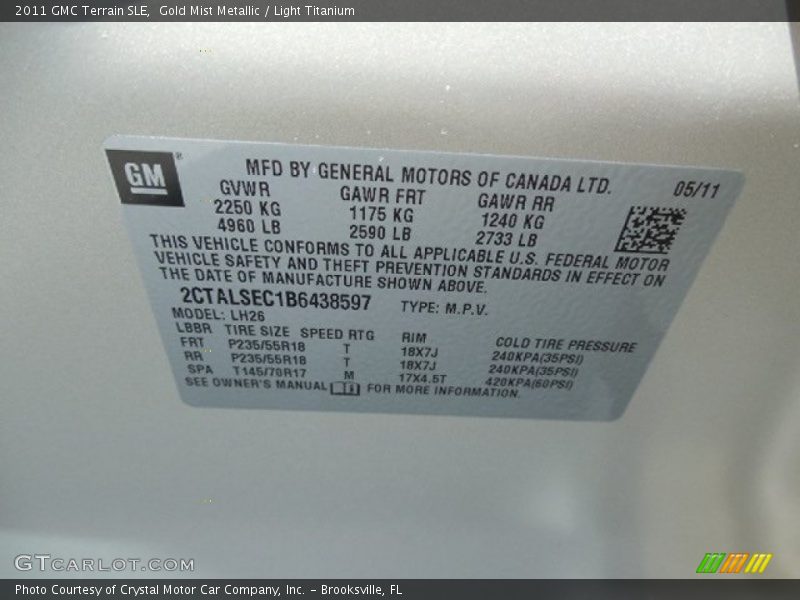 2011 GMC Terrain SLE,  Gold Mist Metallic / Light Titanium
GM®
MFD BY GENERAL MOTORS OF CANADA LTD.
05/11
GVWR GAWR FRT GAWR RR
2250 KG 1175 KG 1240 KG
4960 LB 2590 LB 2733 LB
THIS VEHICLE CONFORMS TO ALL APPLICABLE U.S. FEDERAL MOTOR
VEHICLE SAFETY AND THEFT PREVENTION STANDARDS IN EFFECT ON
THE DATE OF MANUFACTURE SHOWN ABOVE.
2CTALSEC1B6438597 TYPE: M.P.V.
MODEL: LH26
LBBR TIRE SIZE SPEED RTG RIM COLD TIRE PRESSURE
FRT P235/55R18 T 18X7J 240KPA(35PSI)
RR P235/55R18 T 18X7J 240KPA(35PSI)
SPA T145/70R17 M 17X4.5T 420KPA(60PSI)
SEE OWNER'S MANUAL FOR MORE INFORMATION.
GTCARLOT.COM
Photo Courtesy of Crystal Motor Car Company, Inc. – Brooksville, FL